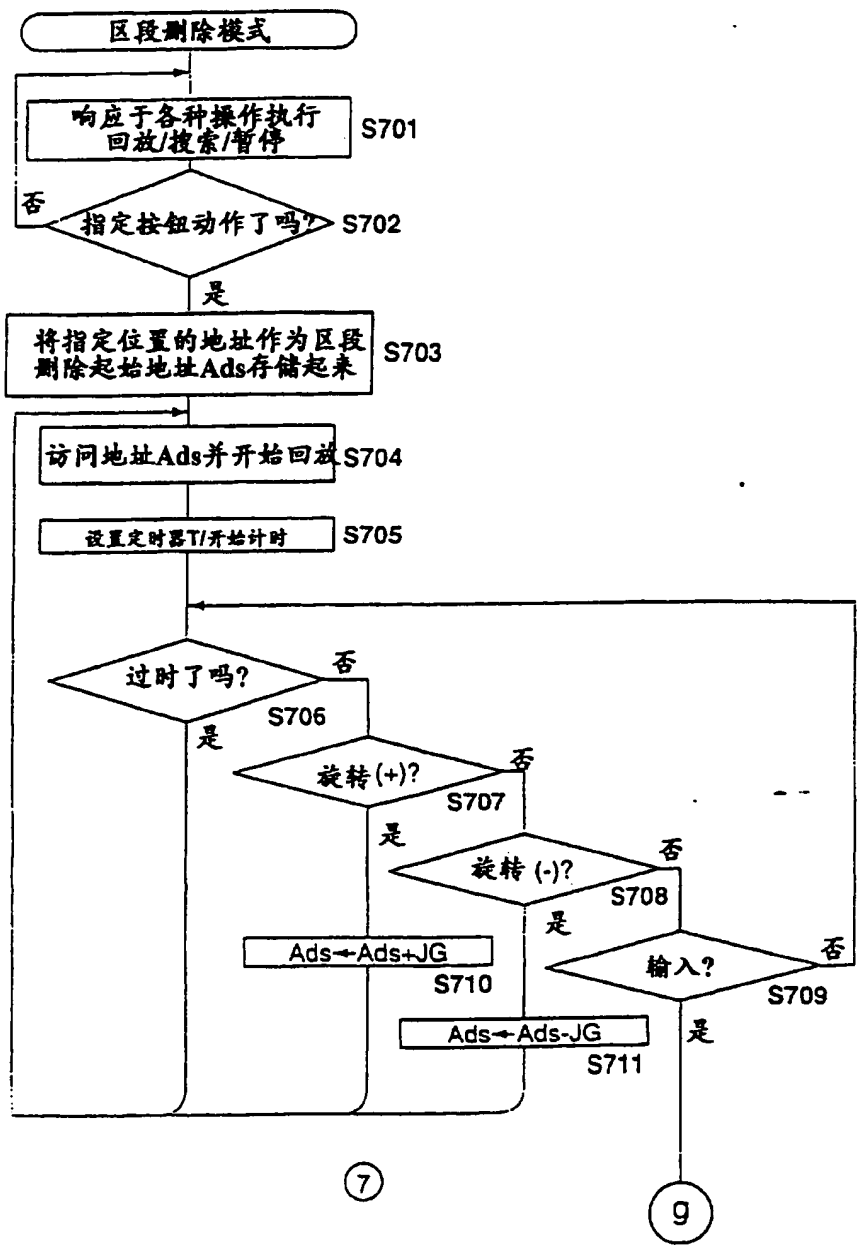 区段删除模式
响应于各种操作执行
回放/搜索/暂停
S701
否
指定按钮动作了吗?
S702
是
将指定位置的地址作为区段
删除起始地址Ads存储起来
S703
访问地址Ads并开始回放
S704
设置定时器T/开始计时
S705
过时了吗?
否
S706
是
旋转(+)?
否
S707
是
旋转(-)?
否
S708
是
Ads←Ads+JG
S710
输入?
否
S709
是
Ads←Ads-JG
S711
7
g